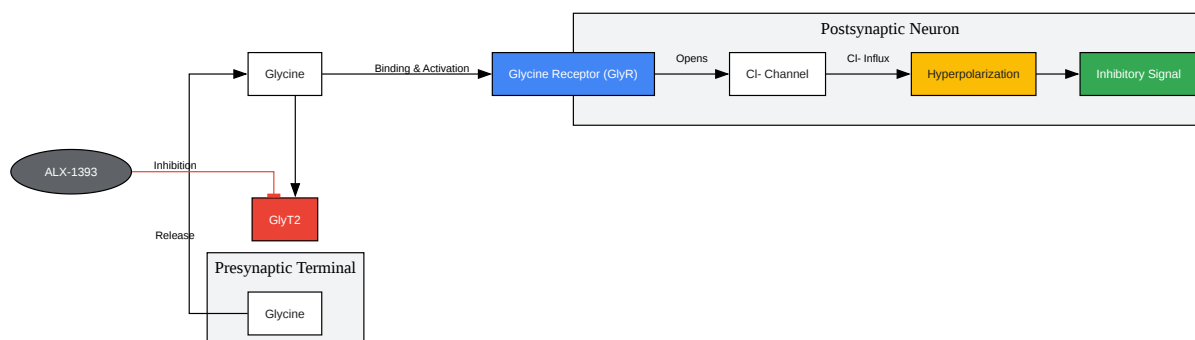 Postsynaptic Neuron
Glycine
Binding & Activation
Glycine Receptor (GlyR)
Opens
Cl- Channel
Cl- Influx
Hyperpolarization
Inhibitory Signal
ALX-1393
Inhibition
GlyT2
Release
Presynaptic Terminal
Glycine